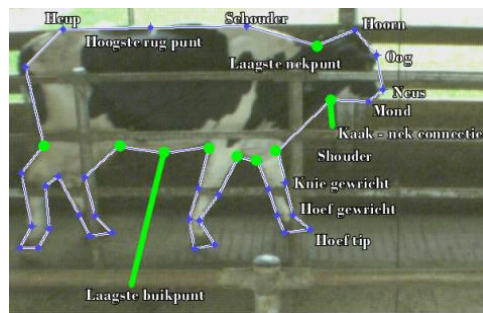 Heup
Schouder
Hoorn
Hoogste rug punt
Laagste nekpunt
Oog
Neus
Mond
Kaak - nek connectie
Shouder
Knie gewricht
Hoef gewricht
Hoef tip
Laagste buikpunt